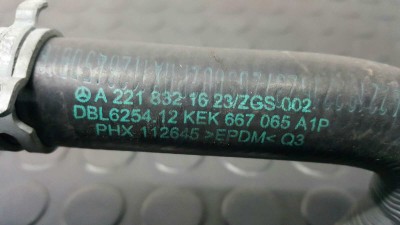 A 221 832 16 23/ZGS 002
DBL6254.12 KEK 667 065 A1P
PHX 112645 >EPDM< Q3